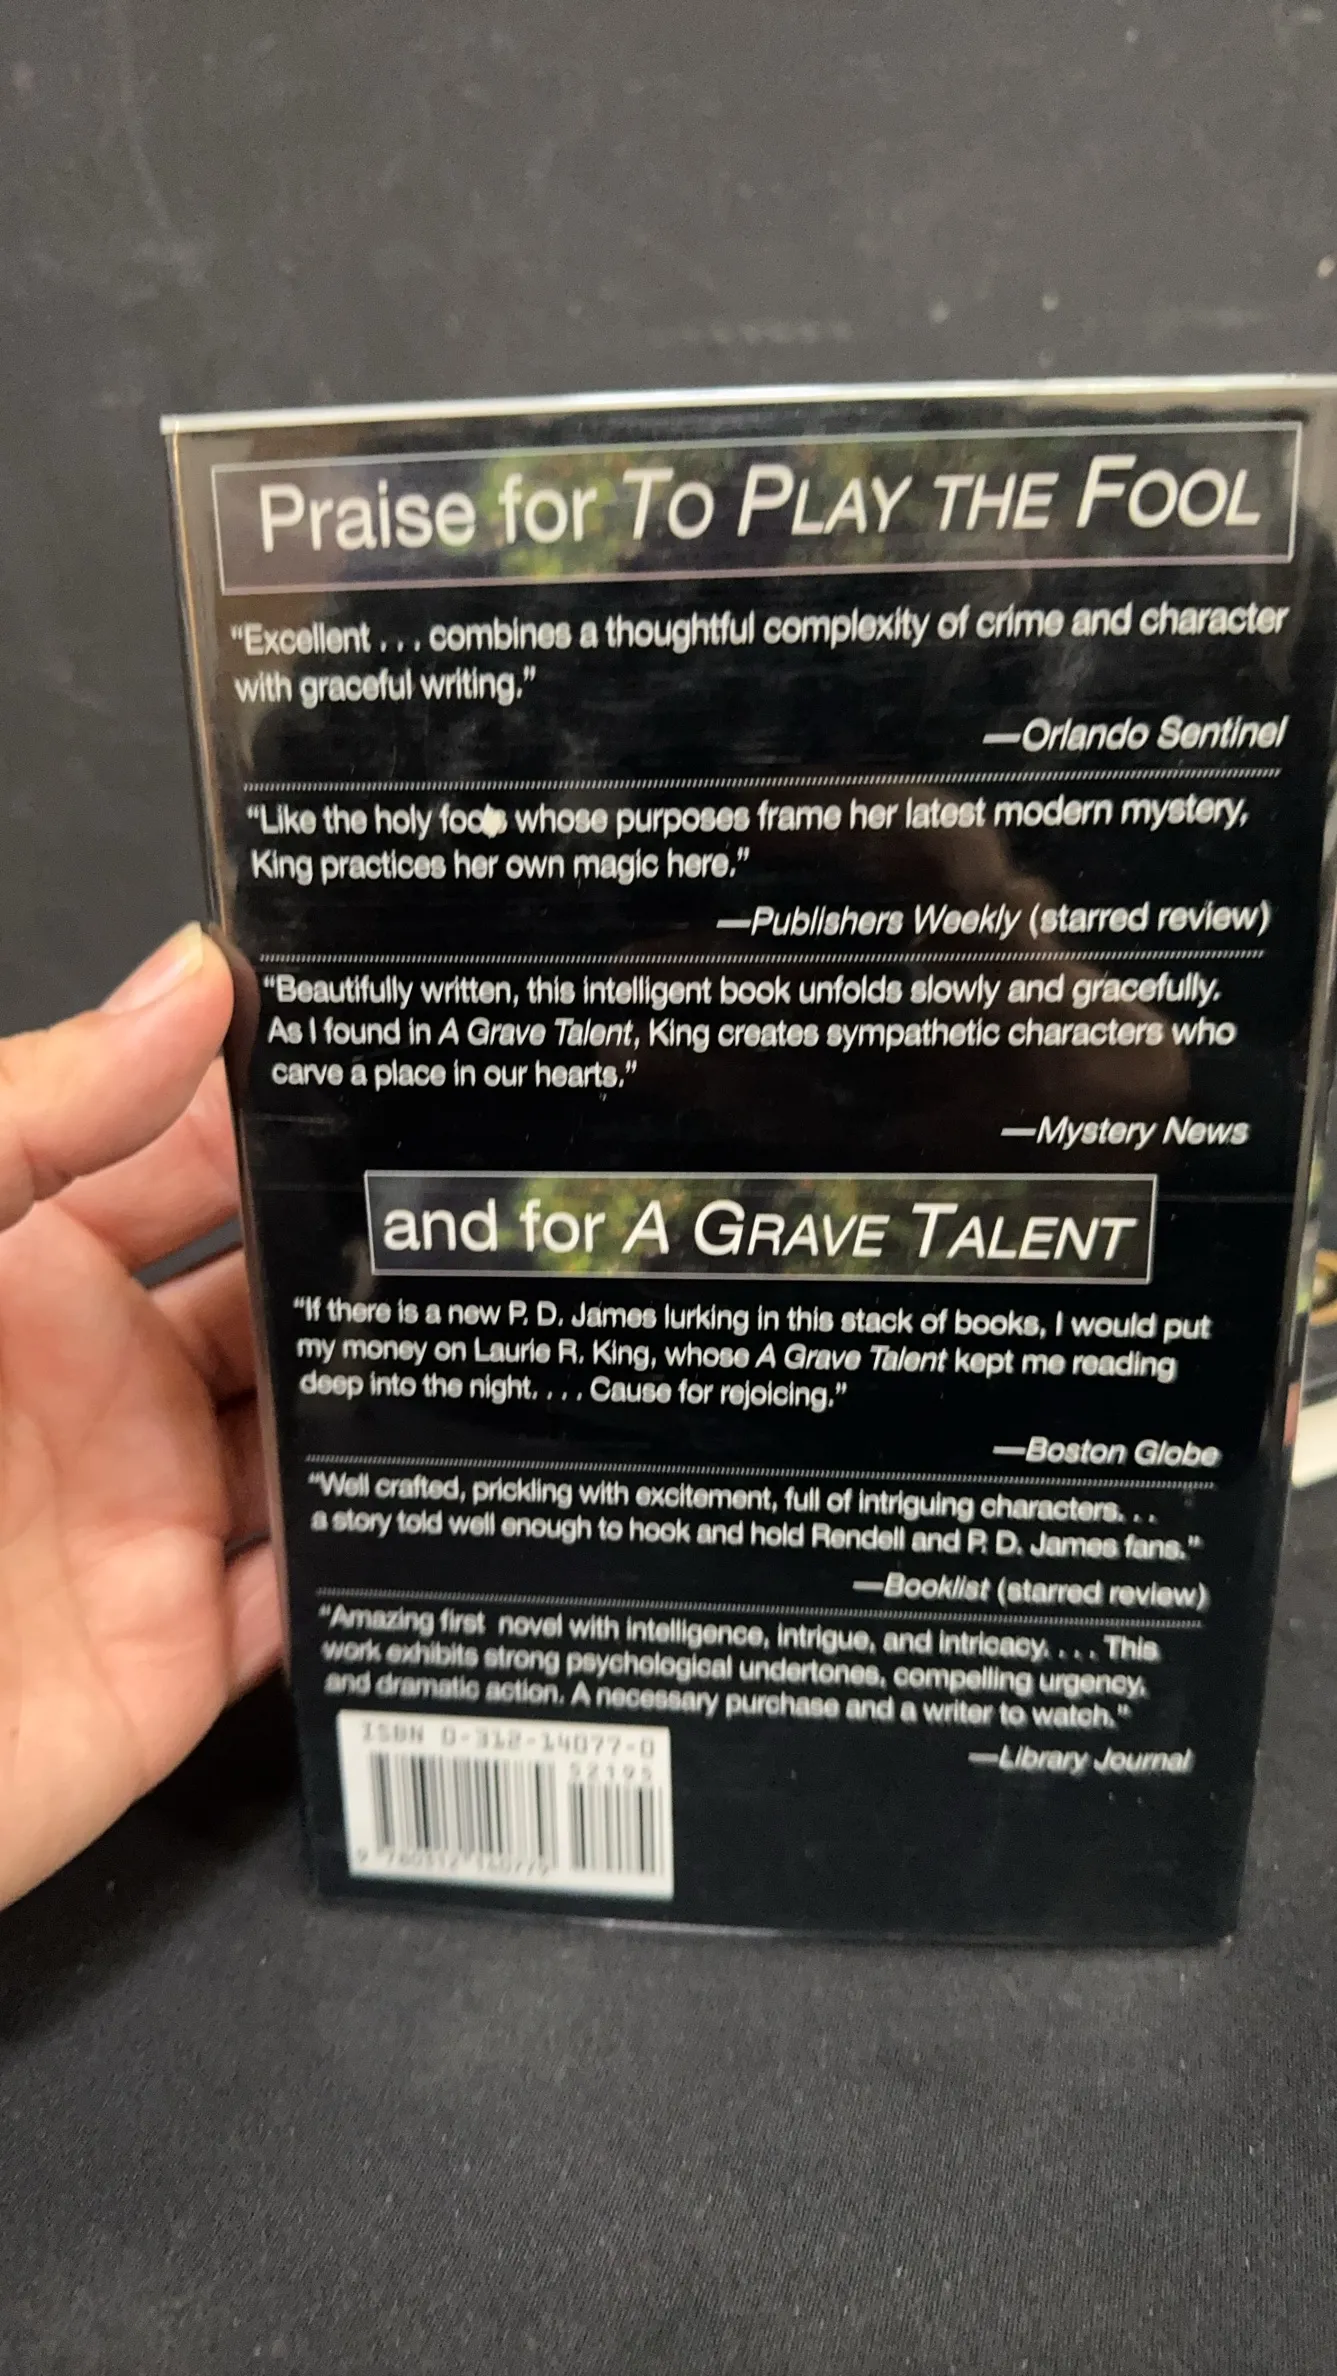 Praise for TO PLAY THE FOOL
“Excellent . . . combines a thoughtful complexity of crime and character
with graceful writing.”
—Orlando Sentinel
“Like the holy fools whose purposes frame her latest modern mystery,
King practices her own magic here.”
—Publishers Weekly (starred review)
“Beautifully written, this intelligent book unfolds slowly and gracefully.
As I found in A Grave Talent, King creates sympathetic characters who
carve a place in our hearts.”
—Mystery News
and for A GRAVE TALENT
“If there is a new P. D. James lurking in this stack of books, I would put
my money on Laurie R. King, whose A Grave Talent kept me reading
deep into the night. . . . Cause for rejoicing.”
—Boston Globe
“Well crafted, prickling with excitement, full of intriguing characters. . .
a story told well enough to hook and hold Rendell and P. D. James fans.”
—Booklist (starred review)
“Amazing first novel with intelligence, intrigue, and intricacy. . . . This
work exhibits strong psychological undertones, compelling urgency,
and dramatic action. A necessary purchase and a writer to watch.”
—Library Journal
ISBN 0-312-14077-0
52195
9 780312 140779